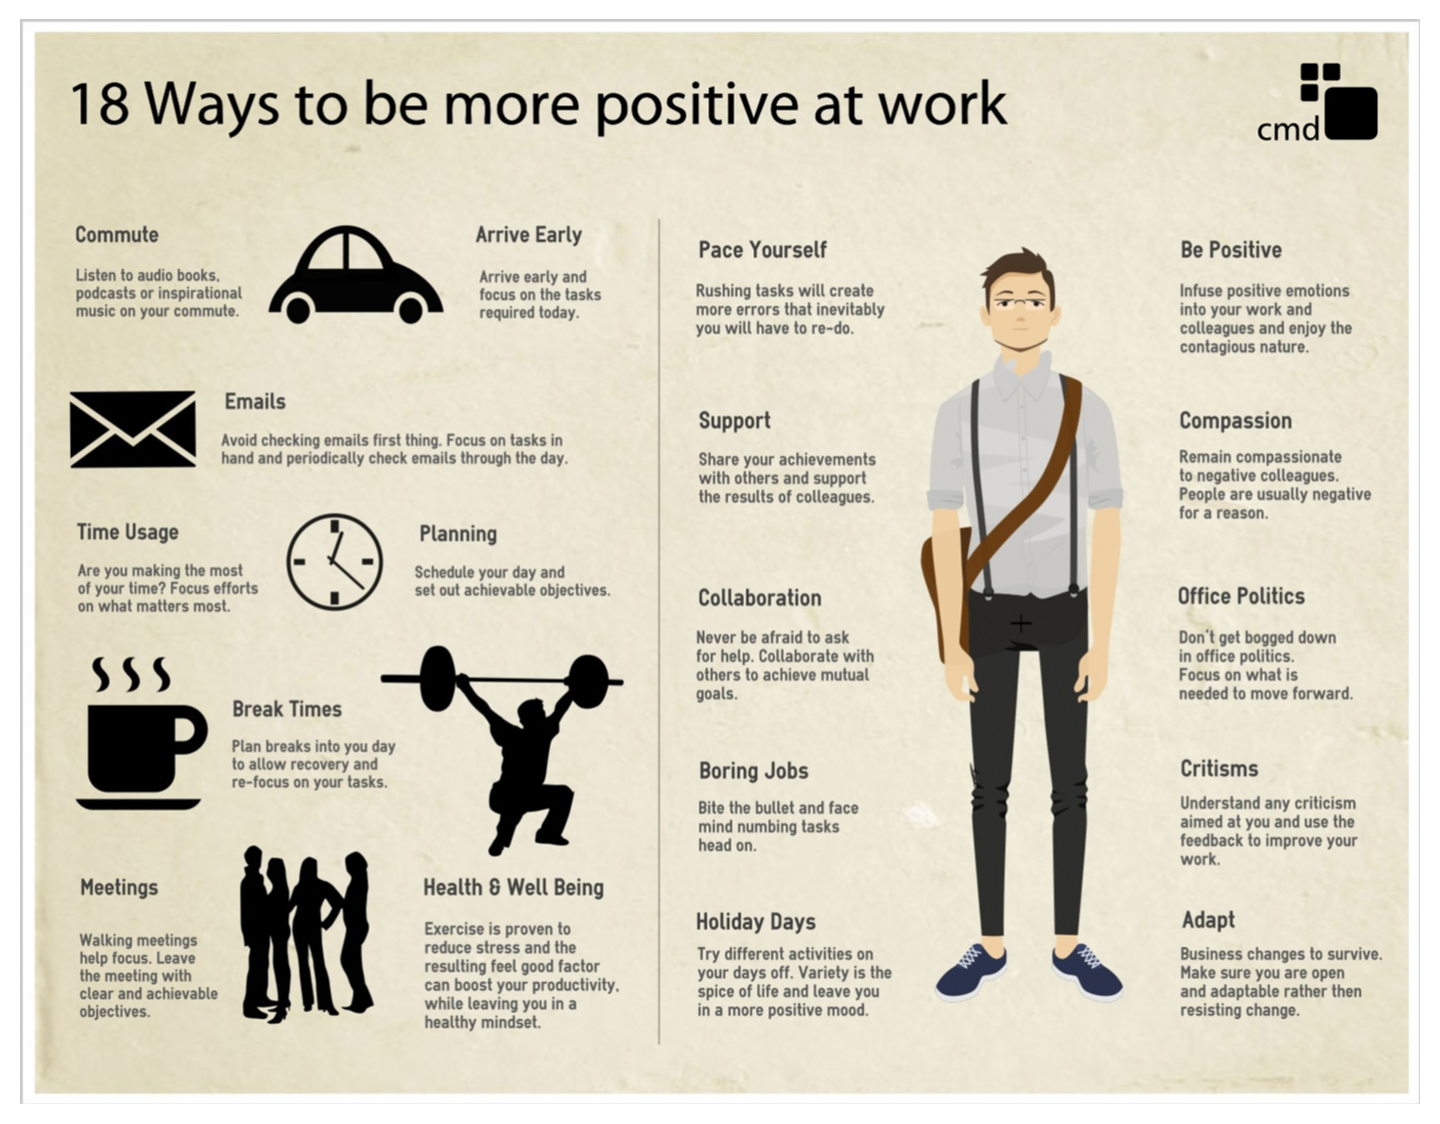 18 Ways to be more positive at work
cmd
Commute
Listen to audio books,
podcasts or inspirational
music on your commute.
Arrive Early
Arrive early and
focus on the tasks
required today.
Emails
Avoid checking emails first thing. Focus on tasks in
hand and periodically check emails through the day.
Time Usage
Are you making the most
of your time? Focus efforts
on what matters most.
Planning
Schedule your day and
set out achievable objectives.
Break Times
Plan breaks into you day
to allow recovery and
re-focus on your tasks.
Meetings
Walking meetings
help focus. Leave
the meeting with
clear and achievable
objectives.
Health & Well Being
Exercise is proven to
reduce stress and the
resulting feel good factor
can boost your productivity,
while leaving you in a
healthy mindset.
Pace Yourself
Rushing tasks will create
more errors that inevitably
you will have to re-do.
Support
Share your achievements
with others and support
the results of colleagues.
Collaboration
Never be afraid to ask
for help. Collaborate with
others to achieve mutual
goals.
Boring Jobs
Bite the bullet and face
mind numbing tasks
head on.
Holiday Days
Try different activities on
your days off. Variety is the
spice of life and leave you
in a more positive mood.
Be Positive
Infuse positive emotions
into your work and
colleagues and enjoy the
contagious nature.
Compassion
Remain compassionate
to negative colleagues.
People are usually negative
for a reason.
Office Politics
Don't get bogged down
in office politics.
Focus on what is
needed to move forward.
Critisms
Understand any criticism
aimed at you and use the
feedback to improve your
work.
Adapt
Business changes to survive.
Make sure you are open
and adaptable rather then
resisting change.